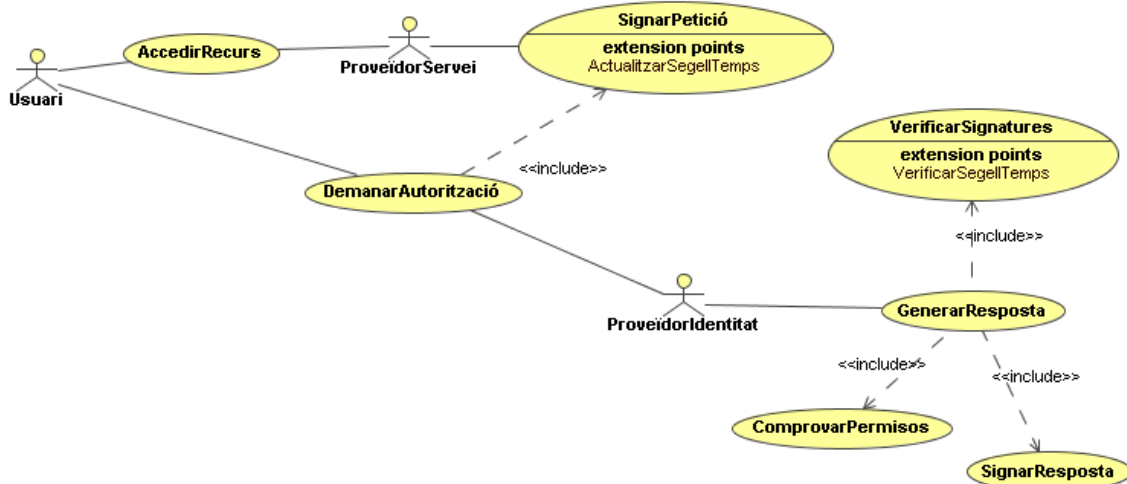 SignarPetició
extension points
ActualitzarSegellTemps
AccedirRecurs
ProveïdorServei
Usuari
VerificarSignatures
extension points
VerificarSegellTemps
<<include>>
DemanarAutorització
<<include>>
GenerarResposta
ProveïdorIdentitat
<<include>>
<<include>>
ComprovarPermisos
SignarResposta